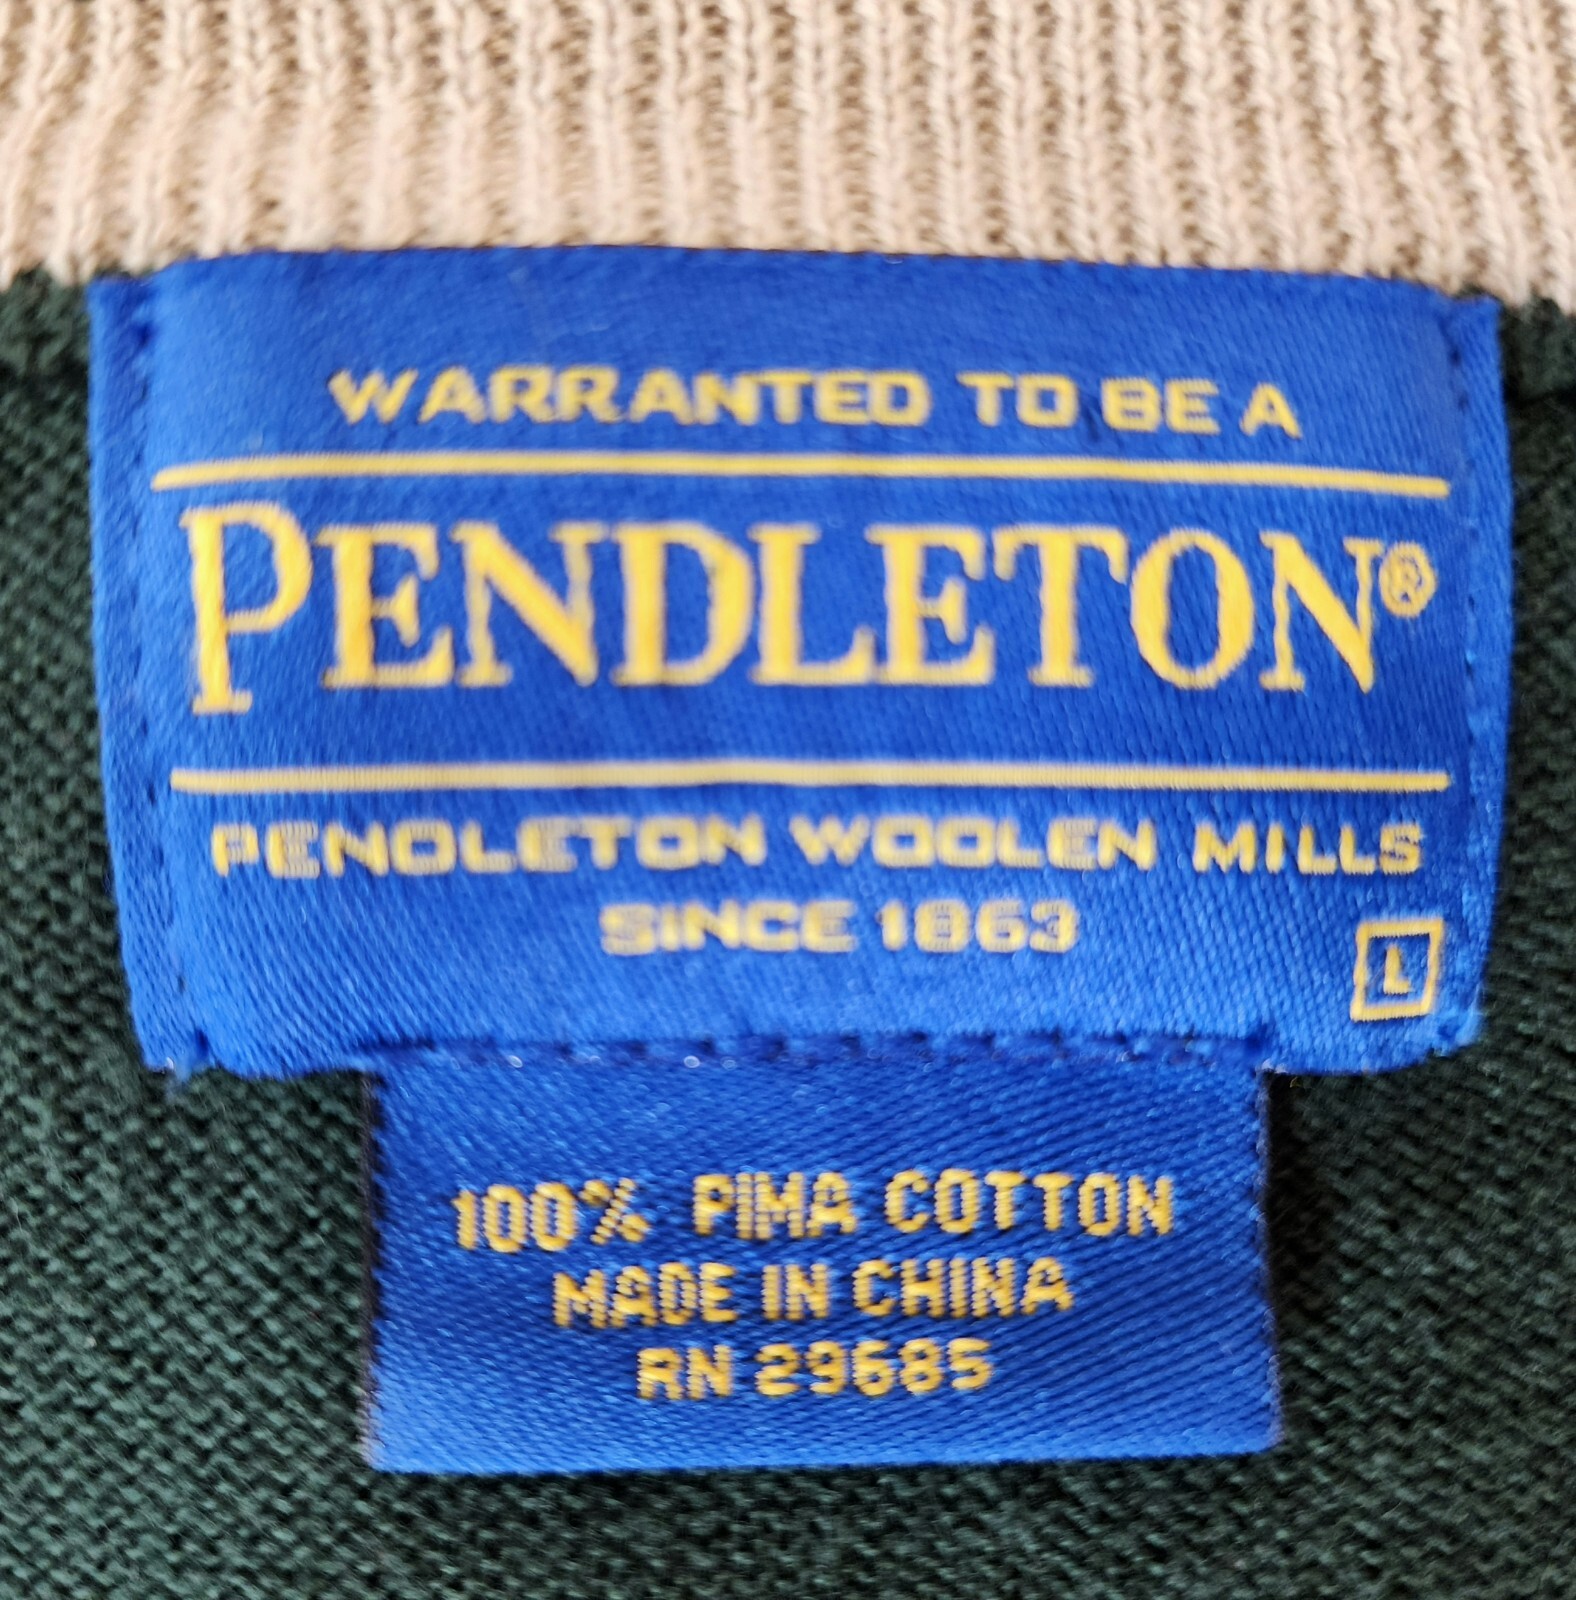 WARRANTED TO BE A
PENDLETON®
PENDLETON WOOLEN MILLS
SINCE 1863
L
100% PIMA COTTON
MADE IN CHINA
RN 29685